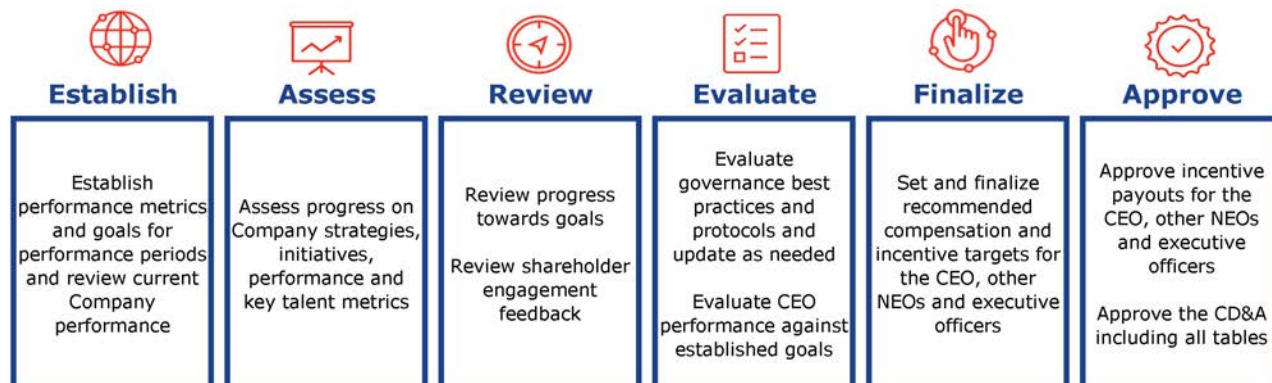 Establish
Establish
performance metrics
and goals for
performance periods
and review current
Company
performance
Assess
Assess progress on
Company strategies,
initiatives,
performance and
key talent metrics
Review
Review progress
towards goals
Review shareholder
engagement
feedback
Evaluate
Evaluate
governance best
practices and
protocols and
update as needed
Evaluate CEO
performance against
established goals
Finalize
Set and finalize
recommended
compensation and
incentive targets for
the CEO, other
NEOs and executive
officers
Approve
Approve incentive
payouts for the
CEO, other NEOs
and executive
officers
Approve the CD&A
including all tables